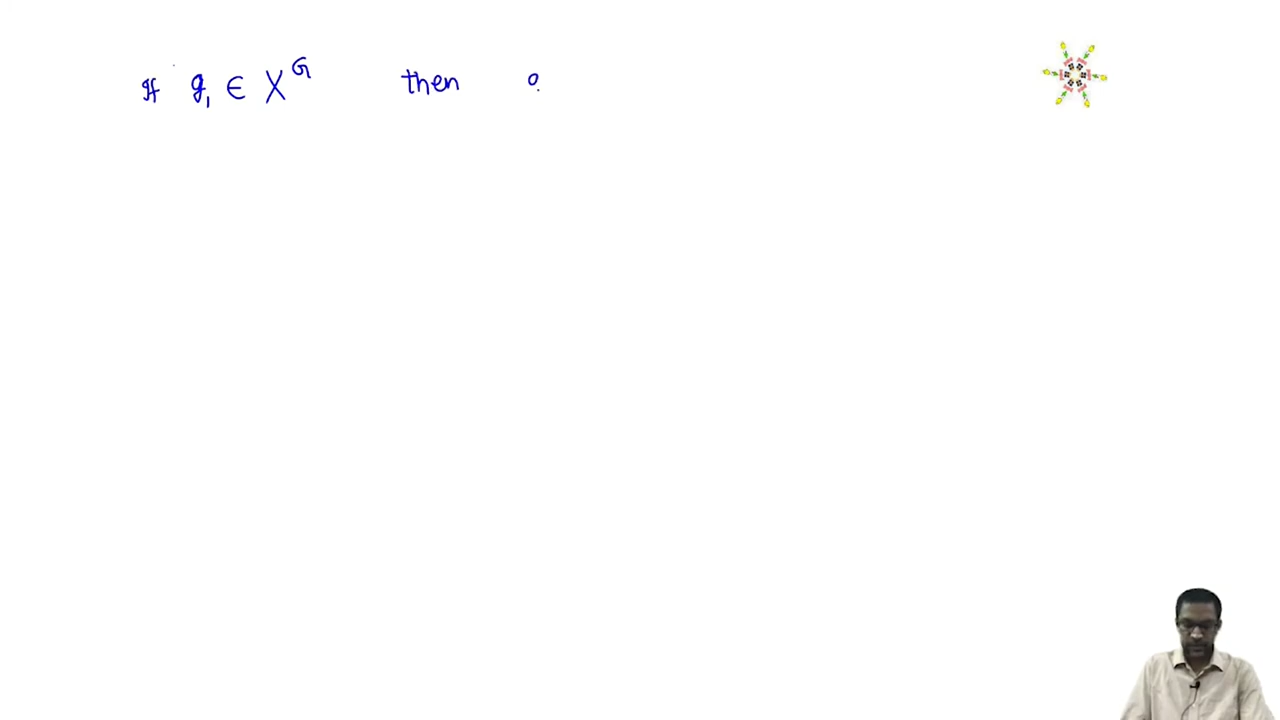 If g₁ ∈ X^G then